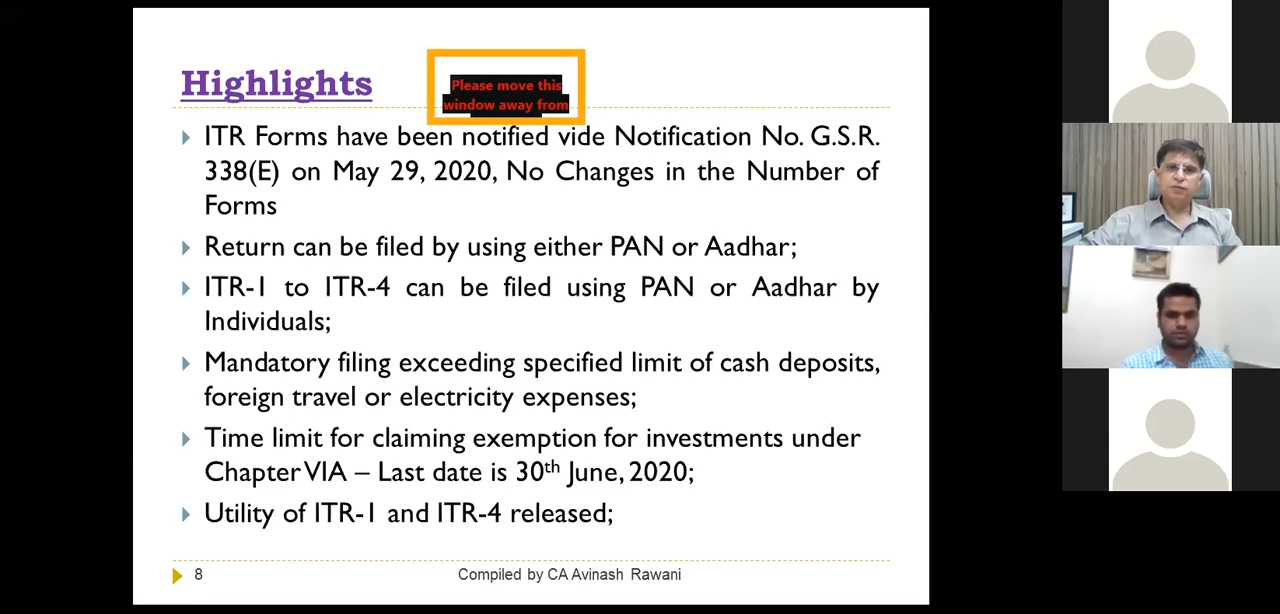 Highlights
Please move this
window away from
ITR Forms have been notified vide Notification No. G.S.R.
338(E) on May 29, 2020, No Changes in the Number of
Forms
Return can be filed by using either PAN or Aadhar;
ITR-1 to ITR-4 can be filed using PAN or Aadhar by
Individuals;
Mandatory filing exceeding specified limit of cash deposits,
foreign travel or electricity expenses;
Time limit for claiming exemption for investments under
Chapter VIA – Last date is 30th June, 2020;
Utility of ITR-1 and ITR-4 released;
8 Compiled by CA Avinash Rawani